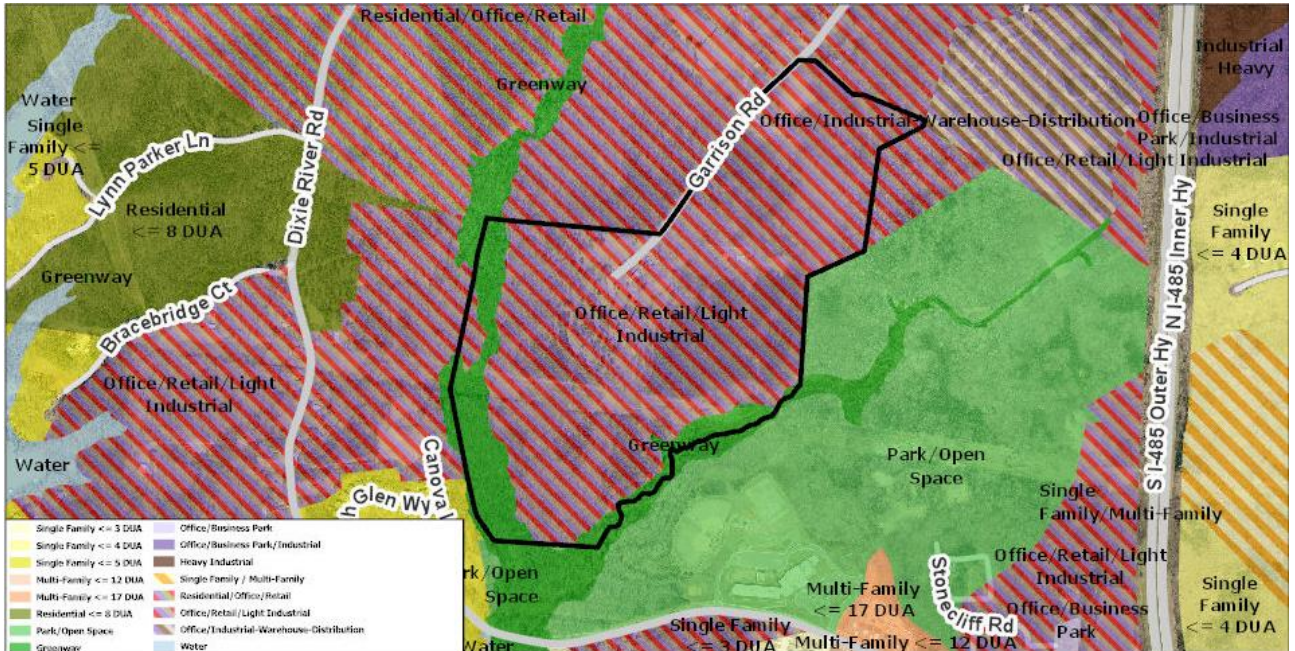 Residential/Office/Retail
Industrial
- Heavy
Greenway
Water
Single
Family <=
5 DUA
Lynn Parker Ln
Dixie River Rd
Garrison Rd
Office/Industrial-Warehouse-Distribution
Office/Business
Park/Industrial
Office/Retail/Light Industrial
Residential
<= 8 DUA
Single
Family
<= 4 DUA
Greenway
Bracebridge Ct
S I-485 Outer Hy
N I-485 Inner Hy
Office/Retail/Light
Industrial
Office/Retail/Light
Industrial
Greenway
Park/Open
Space
Water
Canoval
h Glen Wy
Single
Family/Multi-Family
rk/Open
Space
Office/Retail/Light
Industrial
Stonecliff Rd
Multi-Family
<= 17 DUA
Office/Business
Park
Single
Family
<= 4 DUA
Single Family
<= 3 DUA
Multi-Family <= 12 DUA
Water
Single Family <= 3 DUA
Single Family <= 4 DUA
Single Family <= 5 DUA
Multi-Family <= 12 DUA
Multi-Family <= 17 DUA
Residential <= 8 DUA
Park/Open Space
Greenway
Office/Business Park
Office/Business Park/Industrial
Heavy Industrial
Single Family / Multi-Family
Residential/Office/Retail
Office/Retail/Light Industrial
Office/Industrial-Warehouse-Distribution
Water